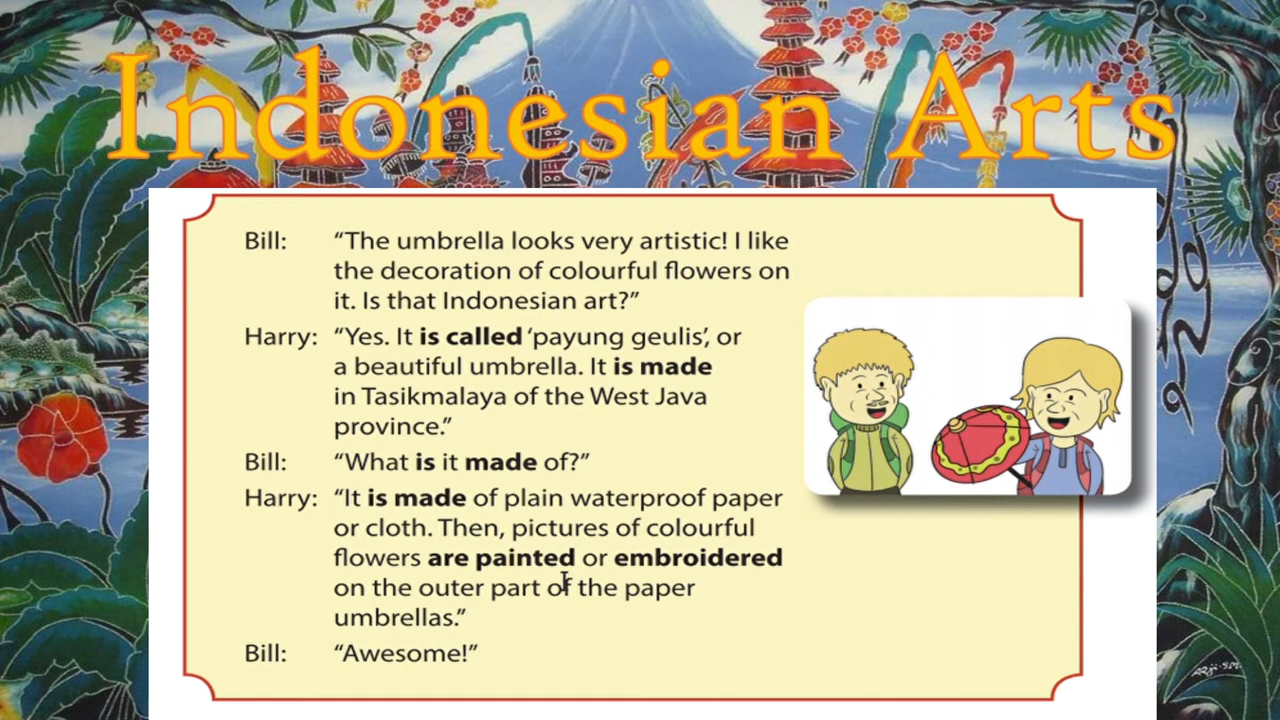 Indonesian Arts
Bill: “The umbrella looks very artistic! I like
the decoration of colourful flowers on
it. Is that Indonesian art?”
Harry: “Yes. It is called ‘payung geulis’, or
a beautiful umbrella. It is made
in Tasikmalaya of the West Java
province.”
Bill: “What is it made of?”
Harry: “It is made of plain waterproof paper
or cloth. Then, pictures of colourful
flowers are painted or embroidered
on the outer part of the paper
umbrellas.”
Bill: “Awesome!”